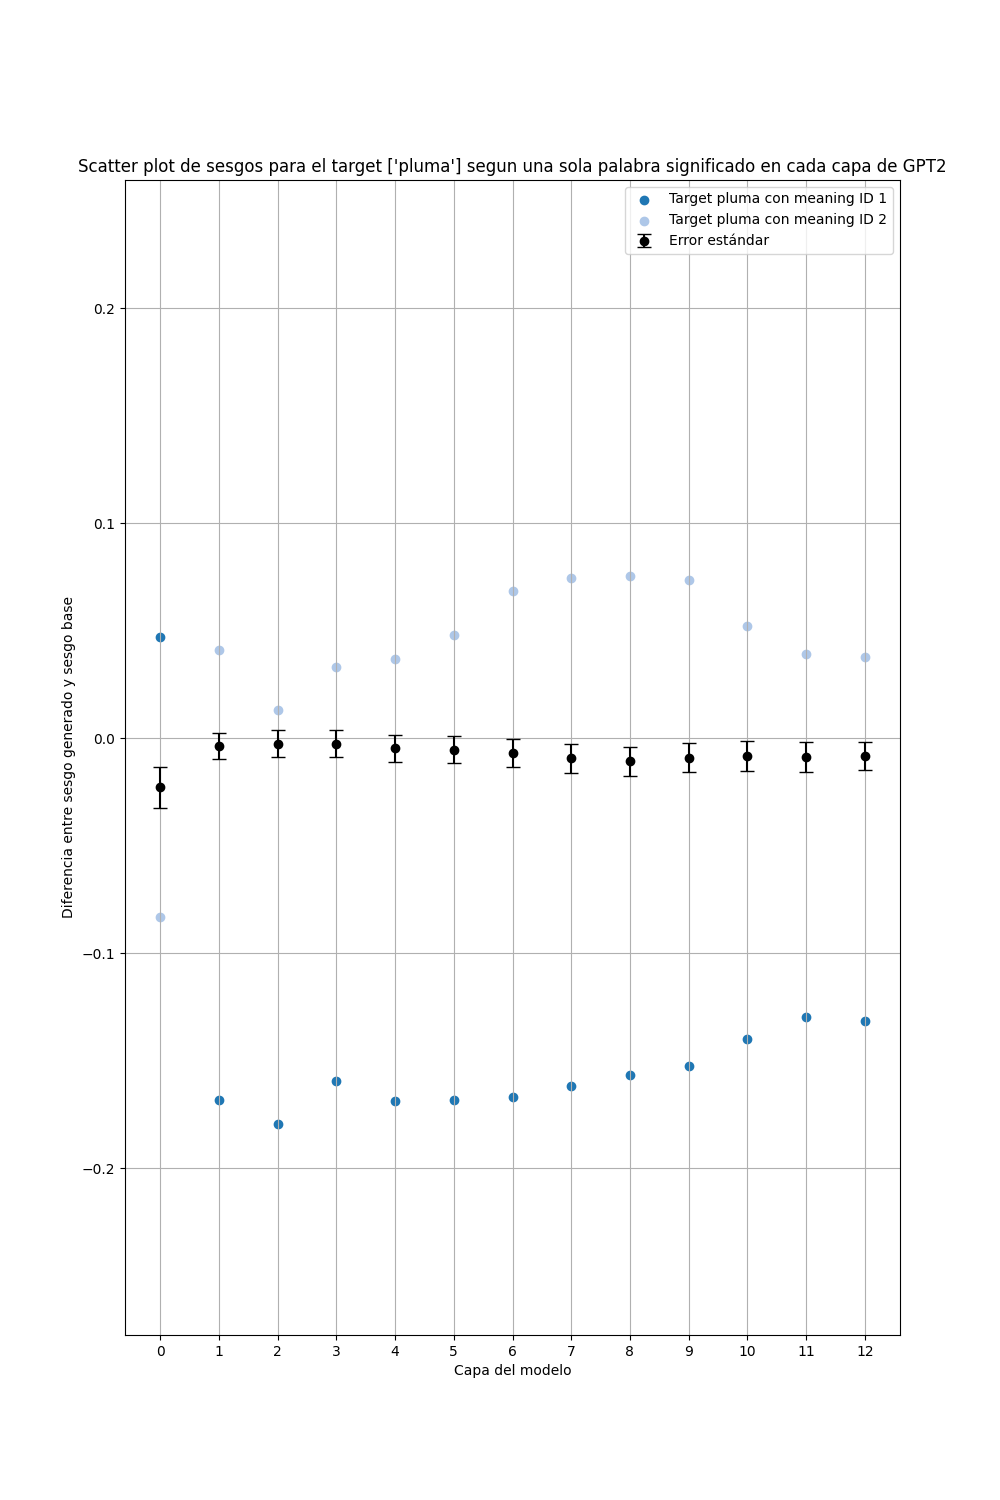 Scatter plot de sesgos para el target ['pluma'] segun una sola palabra significado en cada capa de GPT2
Target pluma con meaning ID 1
Target pluma con meaning ID 2
Error estándar
Diferencia entre sesgo generado y sesgo base
0.2
0.1
0.0
−0.1
−0.2
0 1 2 3 4 5 6 7 8 9 10 11 12
Capa del modelo